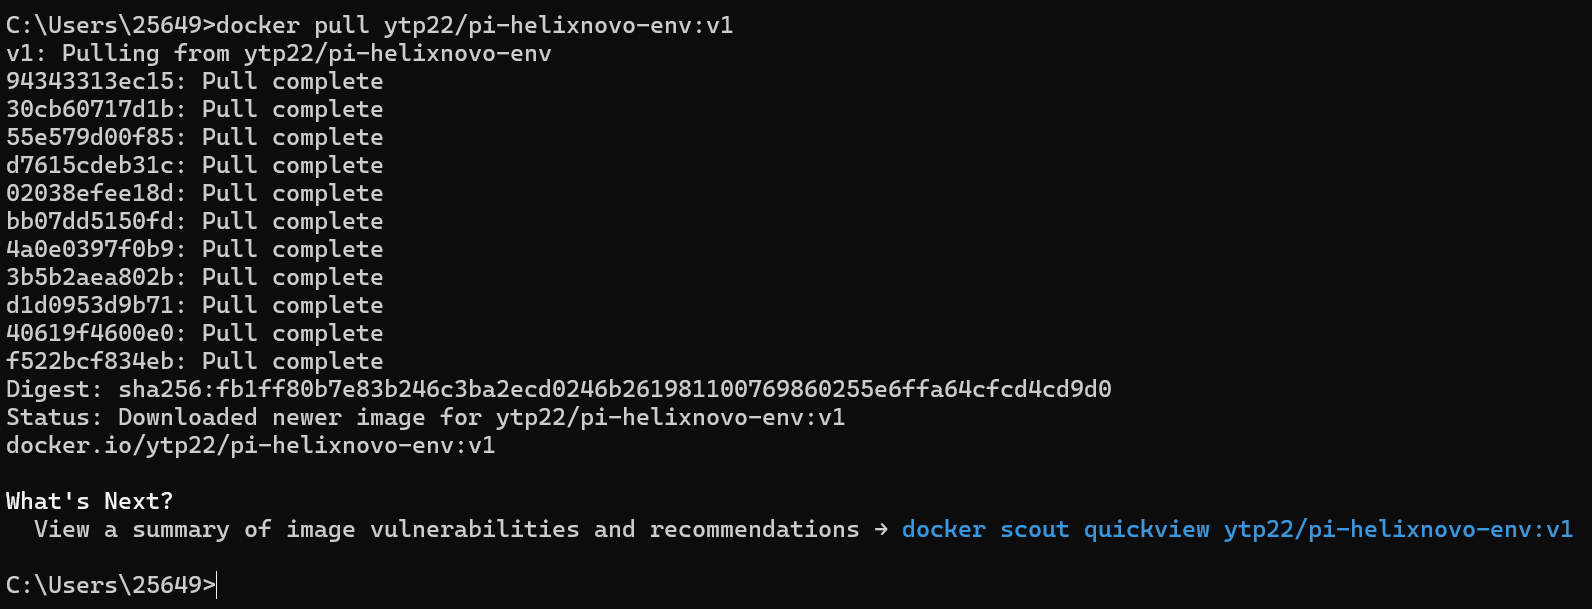 C:\Users\25649>docker pull ytp22/pi-helixnovo-env:v1
v1: Pulling from ytp22/pi-helixnovo-env
94343313ec15: Pull complete
30cb60717d1b: Pull complete
55e579d00f85: Pull complete
d7615cdeb31c: Pull complete
02038efee18d: Pull complete
bb07dd5150fd: Pull complete
4a0e0397f0b9: Pull complete
3b5b2aea802b: Pull complete
d1d0953d9b71: Pull complete
40619f4600e0: Pull complete
f522bcf834eb: Pull complete
Digest: sha256:fb1ff80b7e83b246c3ba2ecd0246b261981100769860255e6ffa64cfcd4cd9d0
Status: Downloaded newer image for ytp22/pi-helixnovo-env:v1
docker.io/ytp22/pi-helixnovo-env:v1
What's Next?
View a summary of image vulnerabilities and recommendations → docker scout quickview ytp22/pi-helixnovo-env:v1
C:\Users\25649>